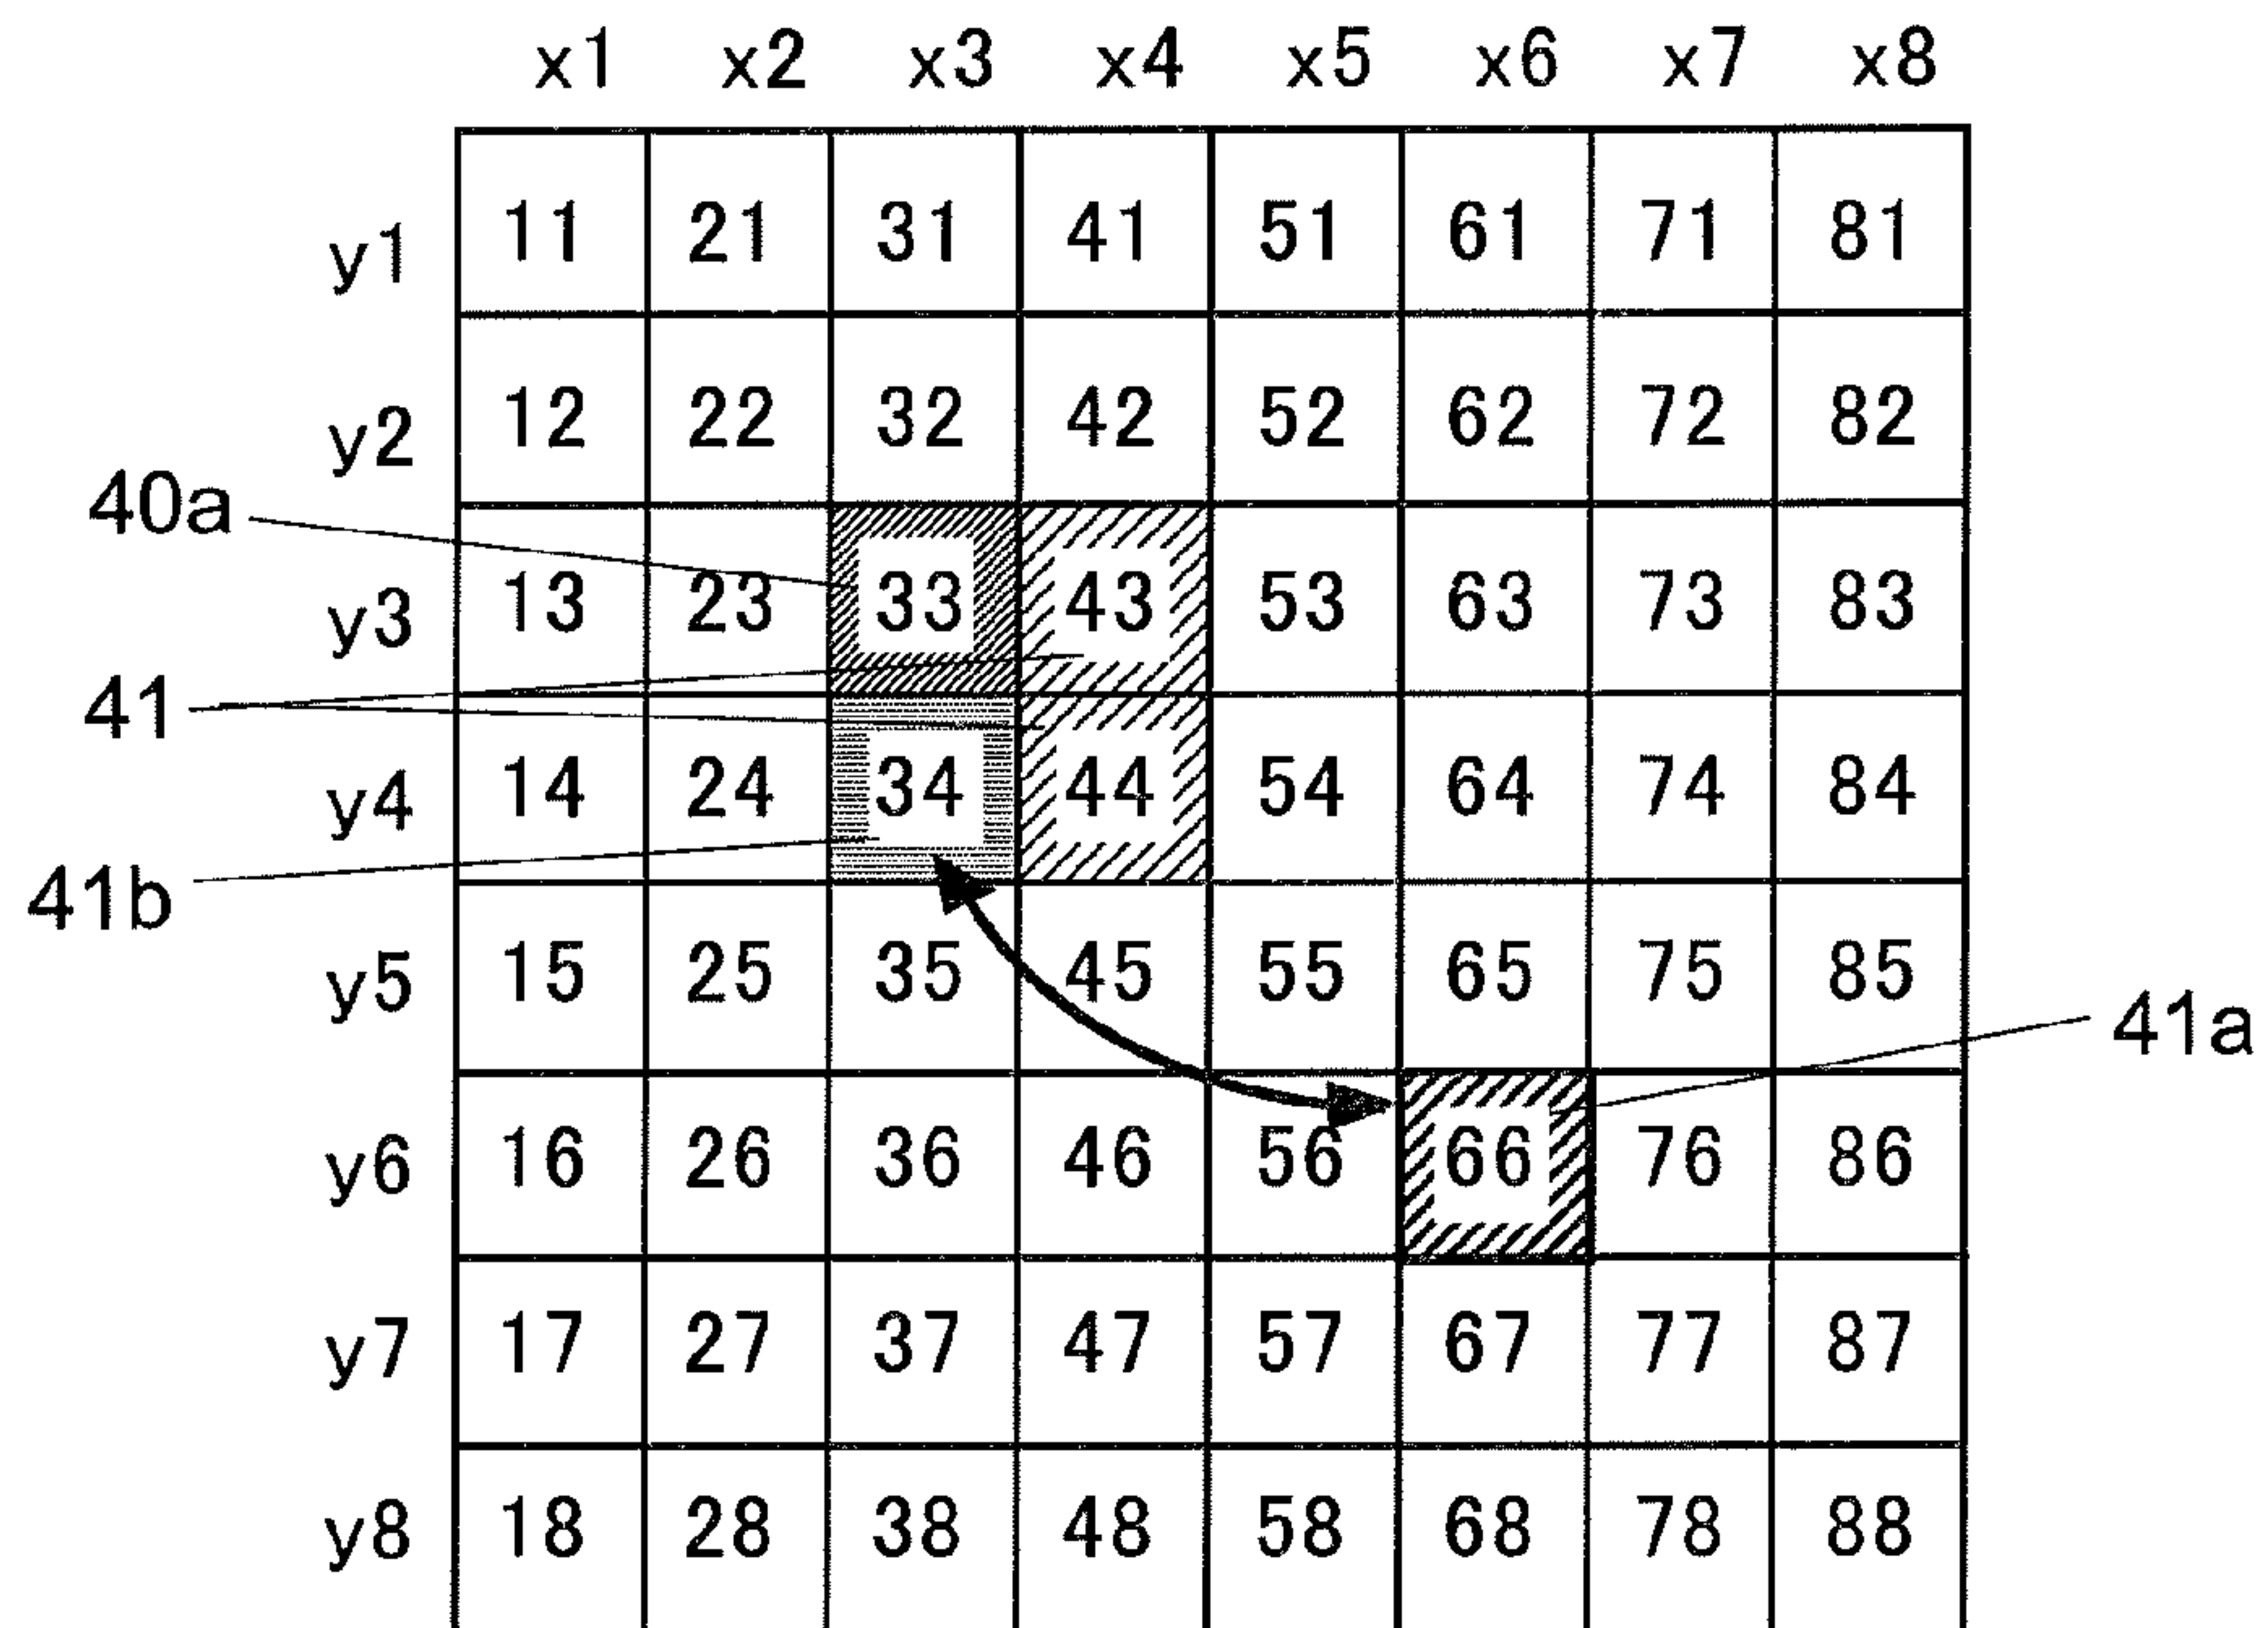 x1 x2 x3 x4 x5 x6 x7 x8
y1 11 21 31 41 51 61 71 81
y2 12 22 32 42 52 62 72 82
40a
y3 13 23 33 43 53 63 73 83
41
y4 14 24 34 44 54 64 74 84
41b
y5 15 25 35 45 55 65 75 85
41a
y6 16 26 36 46 56 66 76 86
y7 17 27 37 47 57 67 77 87
y8 18 28 38 48 58 68 78 88